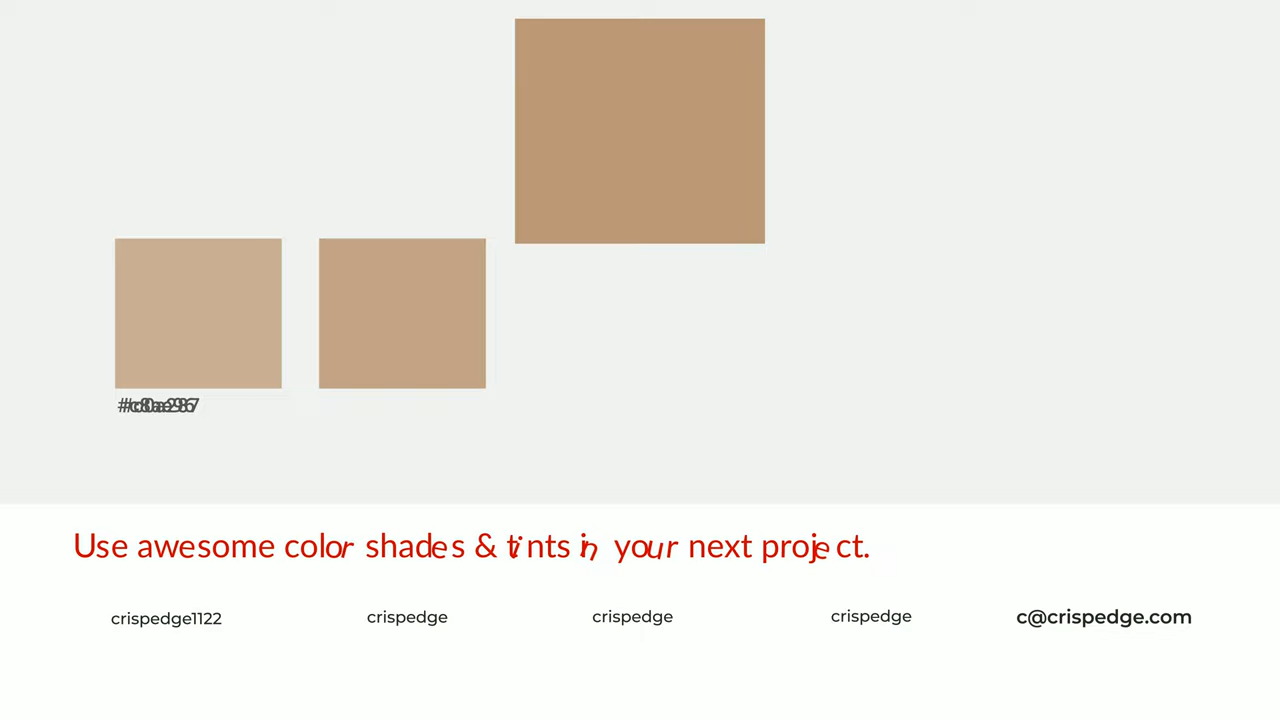 Use awesome color shades & tints in your next project.
crispedge1122 crispedge crispedge crispedge c@crispedge.com